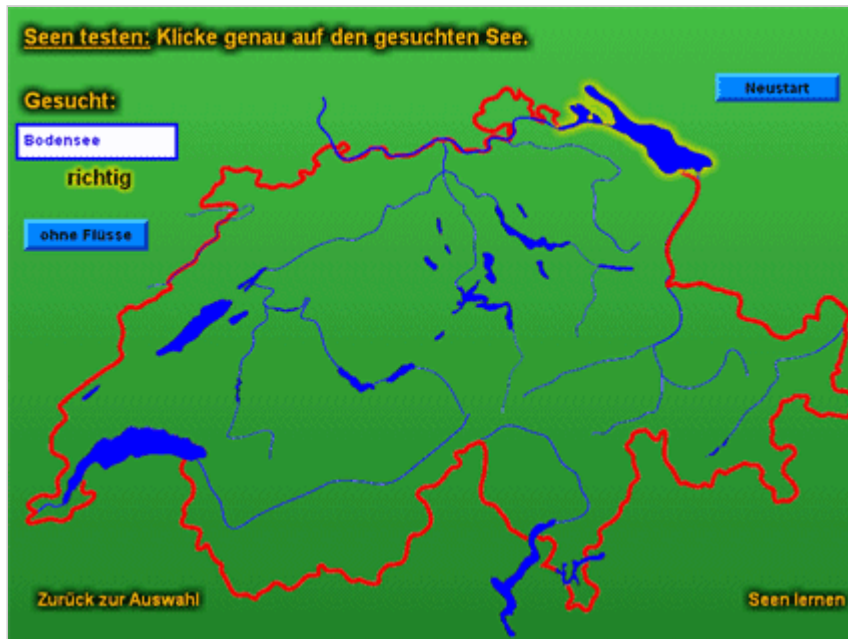 Seen testen: Klicke genau auf den gesuchten See.
Gesucht:
Neustart
Bodensee
richtig
ohne Flüsse
Zurück zur Auswahl
Seen lernen